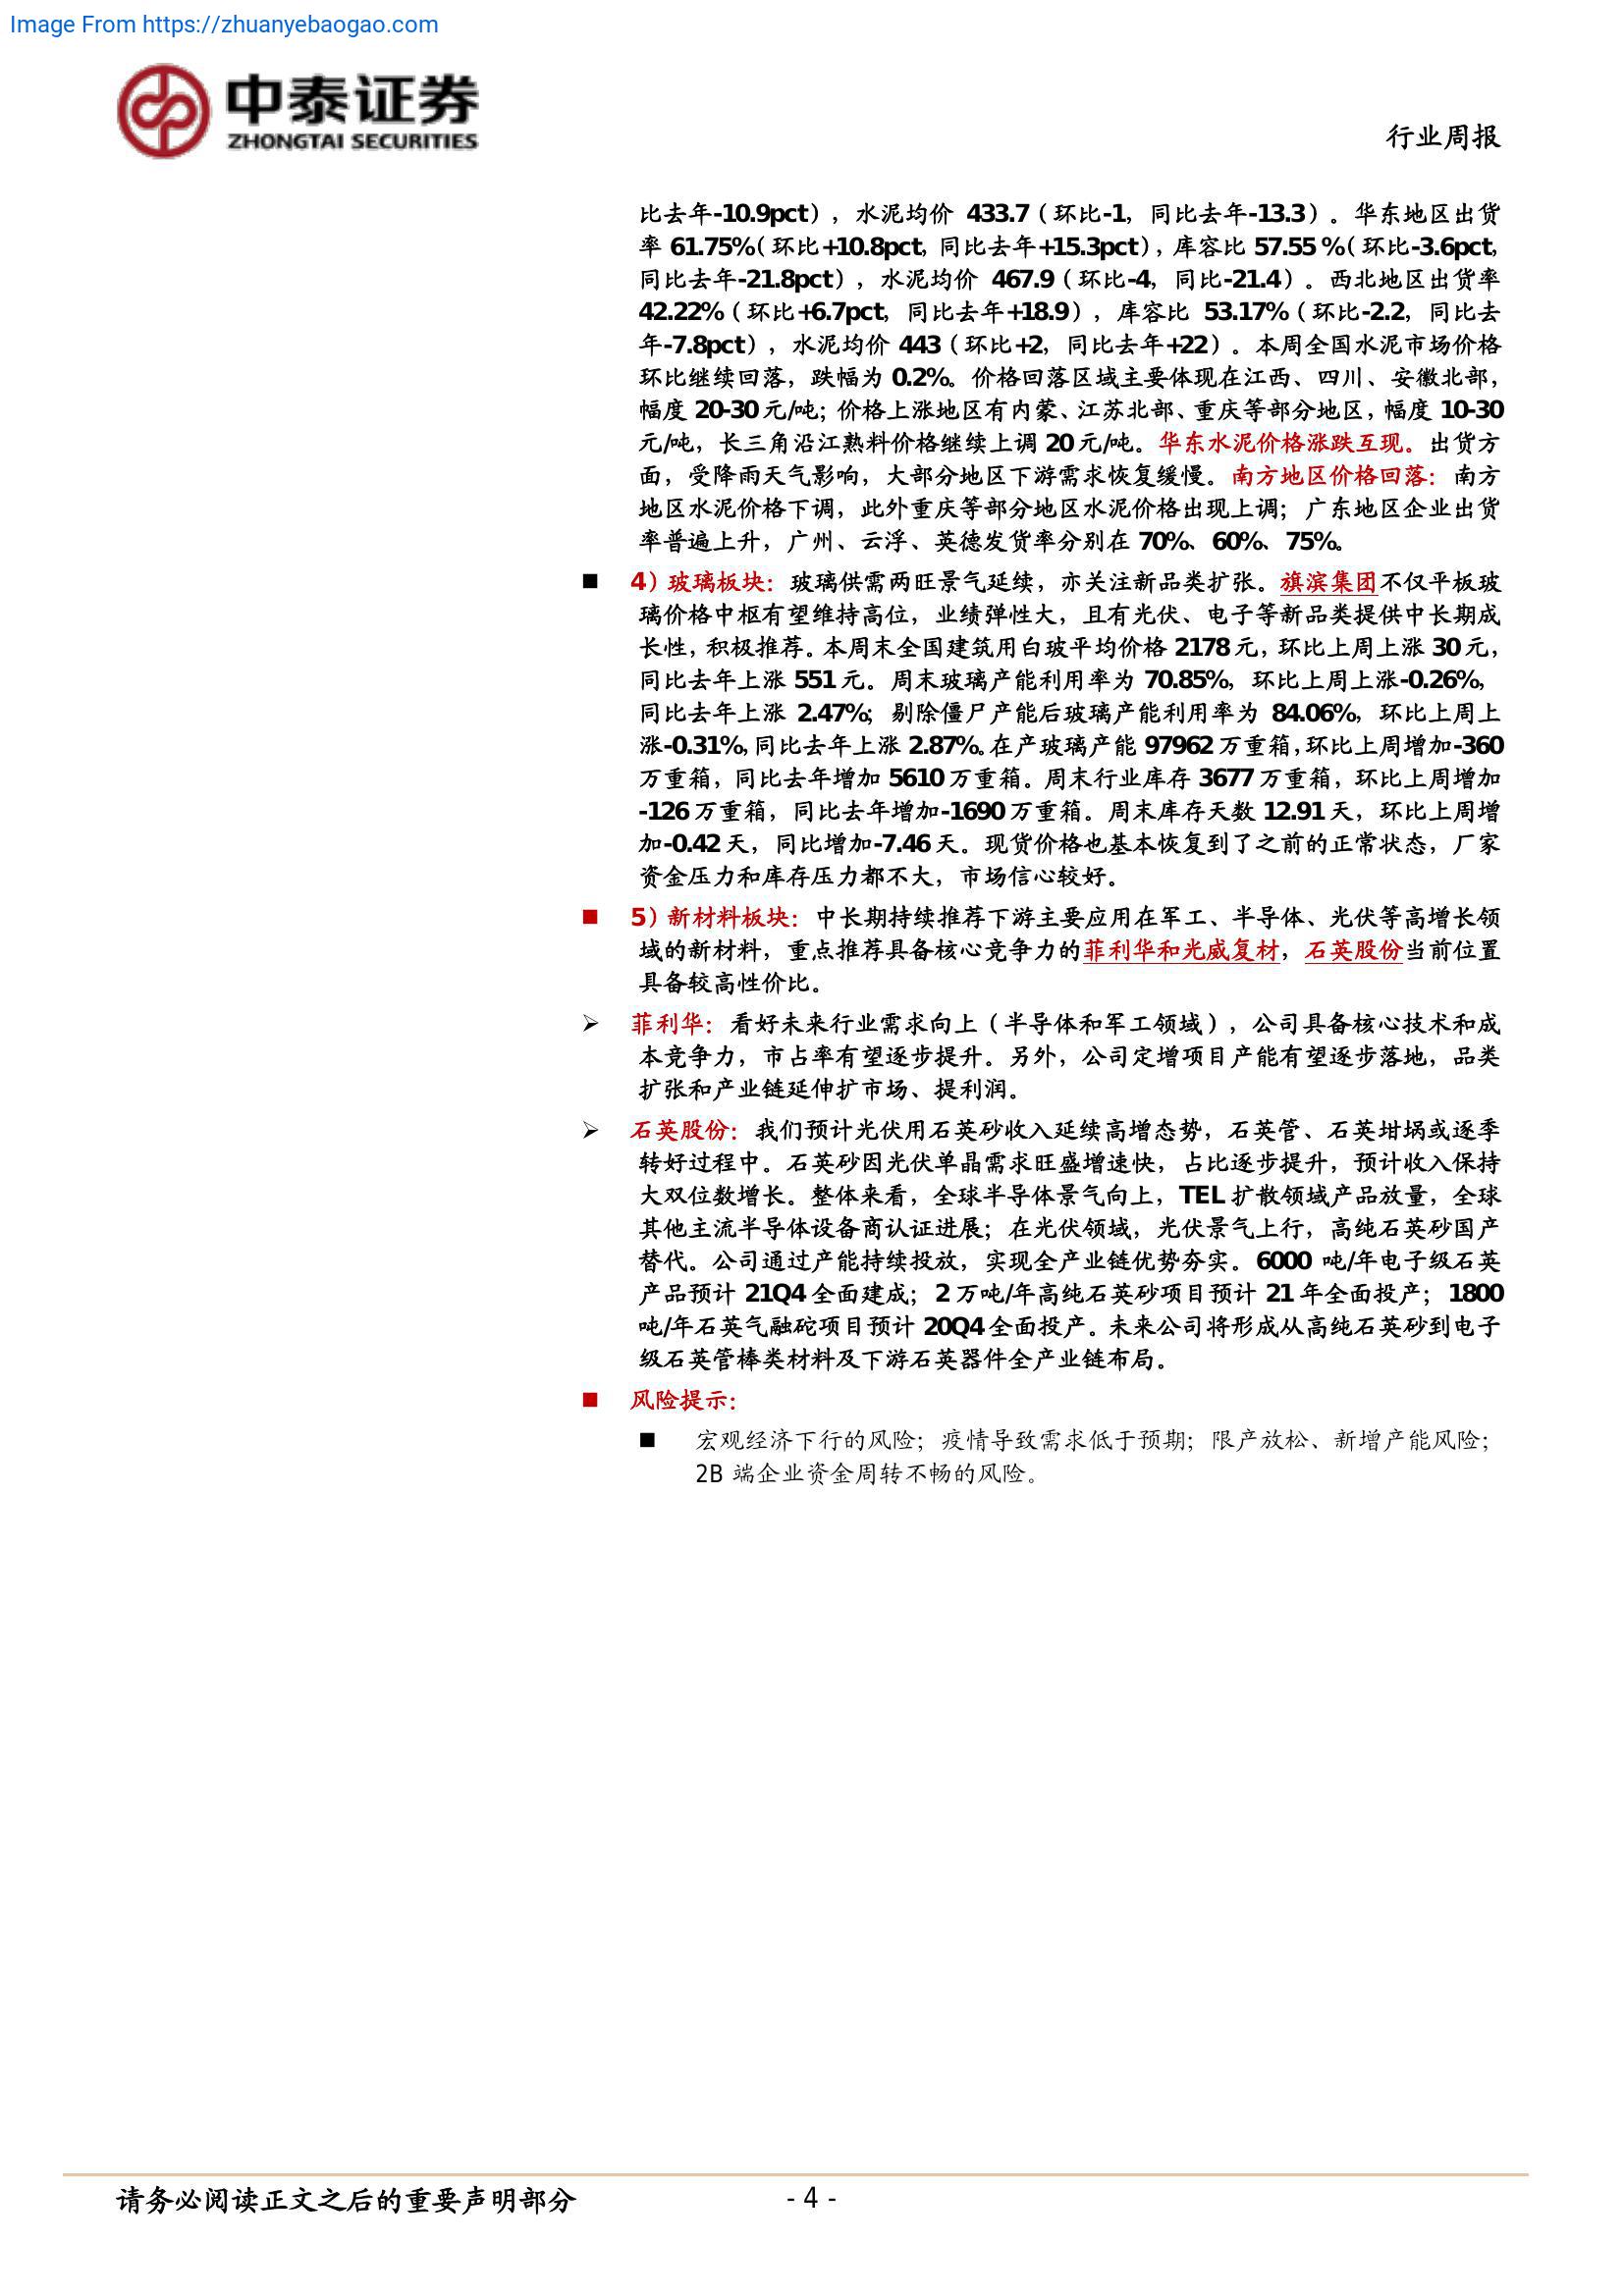 Image From https://zhuanyebaogao.com
中泰证券
ZHONGTAI SECURITIES
行业周报
比去年-10.9pct），水泥均价 433.7（环比-1，同比去年-13.3）。华东地区出货
率 61.75%（环比+10.8pct，同比去年+15.3pct），库容比 57.55 %（环比-3.6pct，
同比去年-21.8pct），水泥均价 467.9（环比-4，同比-21.4）。西北地区出货率
42.22%（环比+6.7pct，同比去年+18.9），库容比 53.17%（环比-2.2，同比去
年-7.8pct），水泥均价 443（环比+2，同比去年+22）。本周全国水泥市场价格
环比继续回落，跌幅为 0.2%。价格回落区域主要体现在江西、四川、安徽北部，
幅度 20-30 元/吨；价格上涨地区有内蒙、江苏北部、重庆等部分地区，幅度 10-30
元/吨，长三角沿江熟料价格继续上调 20 元/吨。华东水泥价格涨跌互现。出货方
面，受降雨天气影响，大部分地区下游需求恢复缓慢。南方地区价格回落：南方
地区水泥价格下调，此外重庆等部分地区水泥价格出现上调；广东地区企业出货
率普遍上升，广州、云浮、英德发货率分别在 70%、60%、75%。
■ 4）玻璃板块：玻璃供需两旺景气延续，亦关注新品类扩张。旗滨集团不仅平板玻
璃价格中枢有望维持高位，业绩弹性大，且有光伏、电子等新品类提供中长期成
长性，积极推荐。本周末全国建筑用白玻平均价格 2178 元，环比上周上涨 30 元，
同比去年上涨 551 元。周末玻璃产能利用率为 70.85%，环比上周上涨-0.26%，
同比去年上涨 2.47%；剔除僵尸产能后玻璃产能利用率为 84.06%，环比上周上
涨-0.31%，同比去年上涨 2.87%。在产玻璃产能 97962 万重箱，环比上周增加-360
万重箱，同比去年增加 5610 万重箱。周末行业库存 3677 万重箱，环比上周增加
-126 万重箱，同比去年增加-1690 万重箱。周末库存天数 12.91 天，环比上周增
加-0.42 天，同比增加-7.46 天。现货价格也基本恢复到了之前的正常状态，厂家
资金压力和库存压力都不大，市场信心较好。
■ 5）新材料板块：中长期持续推荐下游主要应用在军工、半导体、光伏等高增长领
域的新材料，重点推荐具备核心竞争力的菲利华和光威复材，石英股份当前位置
具备较高性价比。
➢ 菲利华：看好未来行业需求向上（半导体和军工领域），公司具备核心技术和成
本竞争力，市占率有望逐步提升。另外，公司定增项目产能有望逐步落地，品类
扩张和产业链延伸扩市场、提利润。
➢ 石英股份：我们预计光伏用石英砂收入延续高增态势，石英管、石英坩埚或逐季
转好过程中。石英砂因光伏单晶需求旺盛增速快，占比逐步提升，预计收入保持
大双位数增长。整体来看，全球半导体景气向上，TEL 扩散领域产品放量，全球
其他主流半导体设备商认证进展；在光伏领域，光伏景气上行，高纯石英砂国产
替代。公司通过产能持续投放，实现全产业链优势夯实。6000 吨/年电子级石英
产品预计 21Q4 全面建成；2 万吨/年高纯石英砂项目预计 21 年全面投产；1800
吨/年石英气融砣项目预计 20Q4 全面投产。未来公司将形成从高纯石英砂到电子
级石英管棒类材料及下游石英器件全产业链布局。
■ 风险提示：
■ 宏观经济下行的风险；疫情导致需求低于预期；限产放松、新增产能风险；
2B 端企业资金周转不畅的风险。
请务必阅读正文之后的重要声明部分
- 4 -